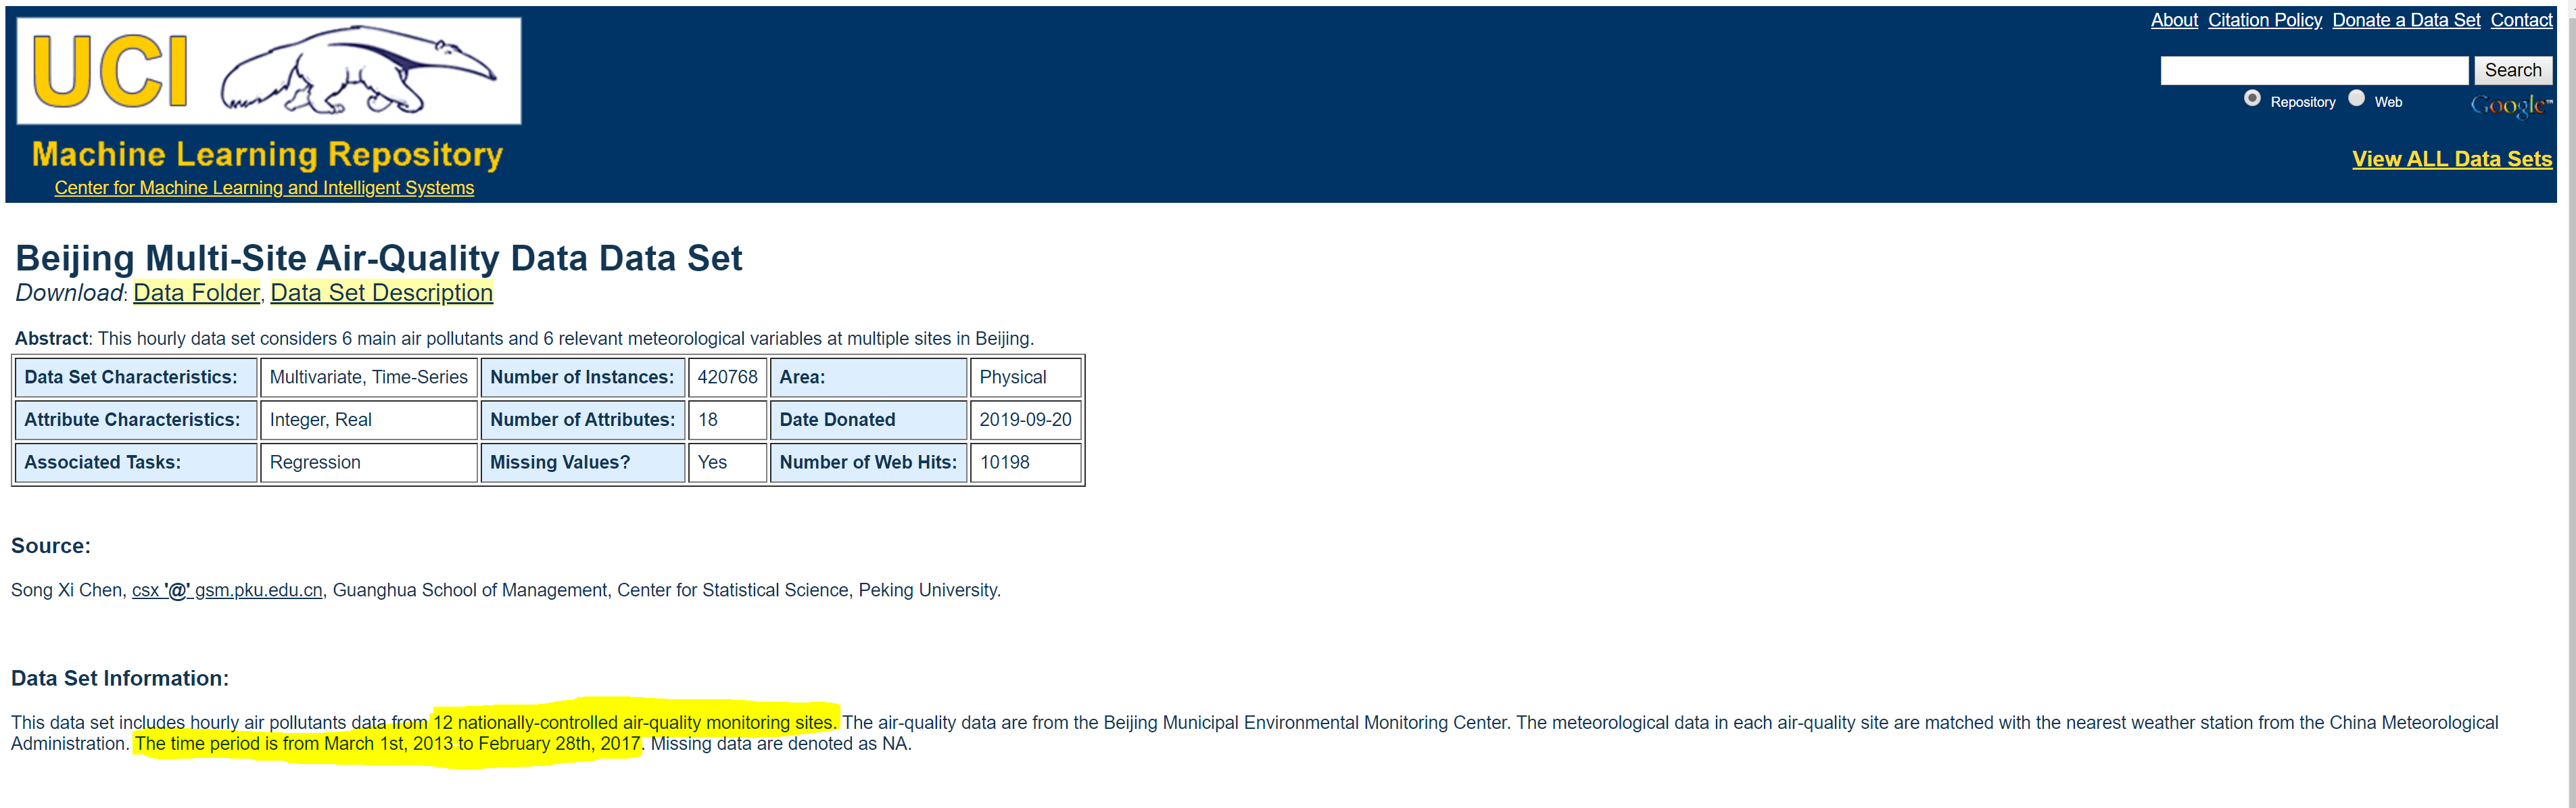 About Citation Policy Donate a Data Set Contact
UCI
Search
Repository Web Google™
Machine Learning Repository
View ALL Data Sets
Center for Machine Learning and Intelligent Systems
Beijing Multi-Site Air-Quality Data Data Set
Download: Data Folder, Data Set Description
Abstract: This hourly data set considers 6 main air pollutants and 6 relevant meteorological variables at multiple sites in Beijing.
Data Set Characteristics: Multivariate, Time-Series Number of Instances: 420768 Area: Physical
Attribute Characteristics: Integer, Real Number of Attributes: 18 Date Donated 2019-09-20
Associated Tasks: Regression Missing Values? Yes Number of Web Hits: 10198
Source:
Song Xi Chen, csx '@' gsm.pku.edu.cn, Guanghua School of Management, Center for Statistical Science, Peking University.
Data Set Information:
This data set includes hourly air pollutants data from 12 nationally-controlled air-quality monitoring sites. The air-quality data are from the Beijing Municipal Environmental Monitoring Center. The meteorological data in each air-quality site are matched with the nearest weather station from the China Meteorological
Administration. The time period is from March 1st, 2013 to February 28th, 2017. Missing data are denoted as NA.